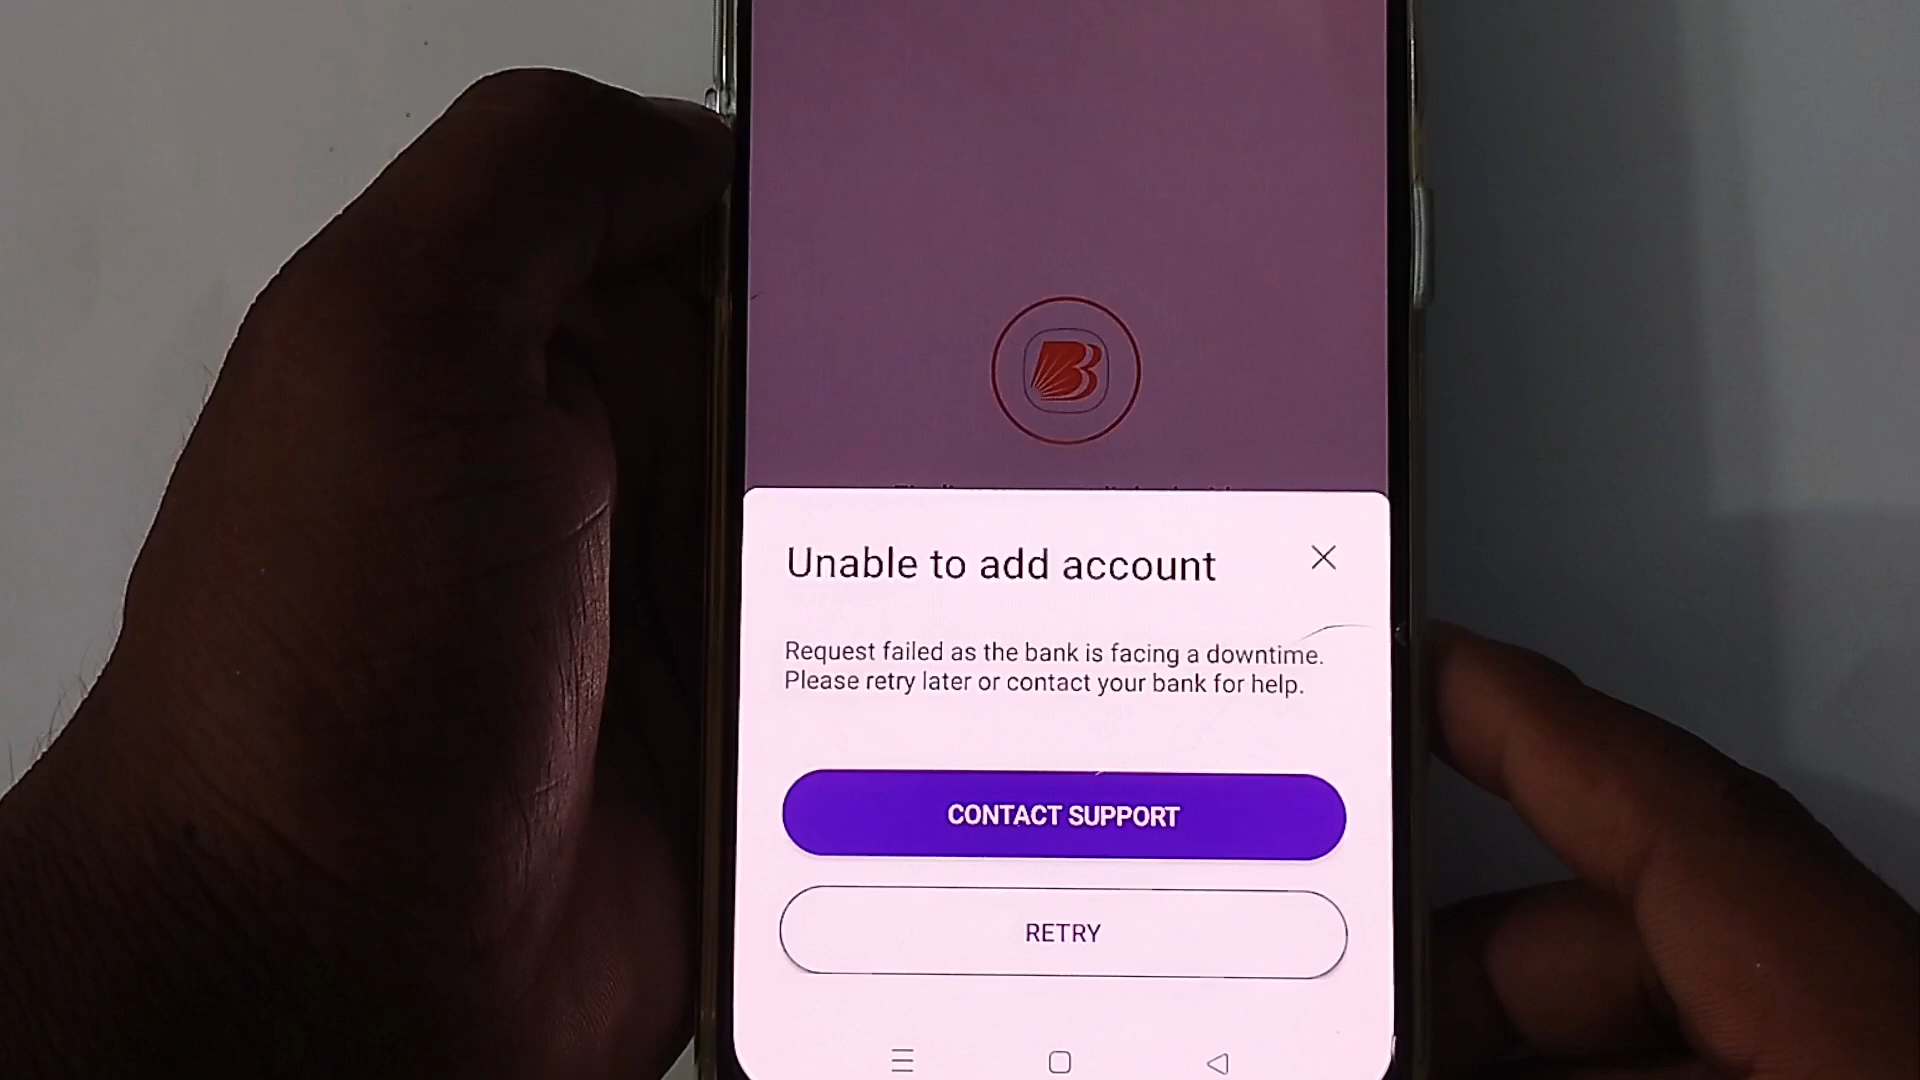 Unable to add account
Request failed as the bank is facing a downtime.
Please retry later or contact your bank for help.
CONTACT SUPPORT
RETRY